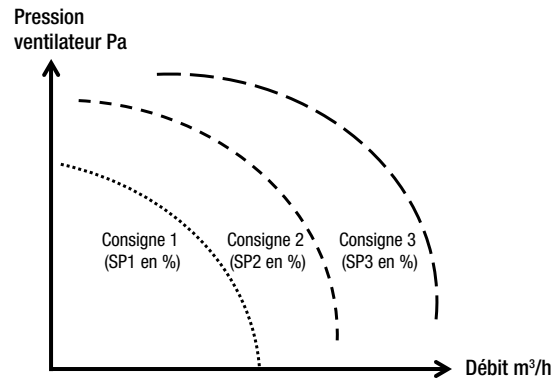 Pression
ventilateur Pa
Consigne 1
(SP1 en %)
Consigne 2
(SP2 en %)
Consigne 3
(SP3 en %)
Débit m³/h